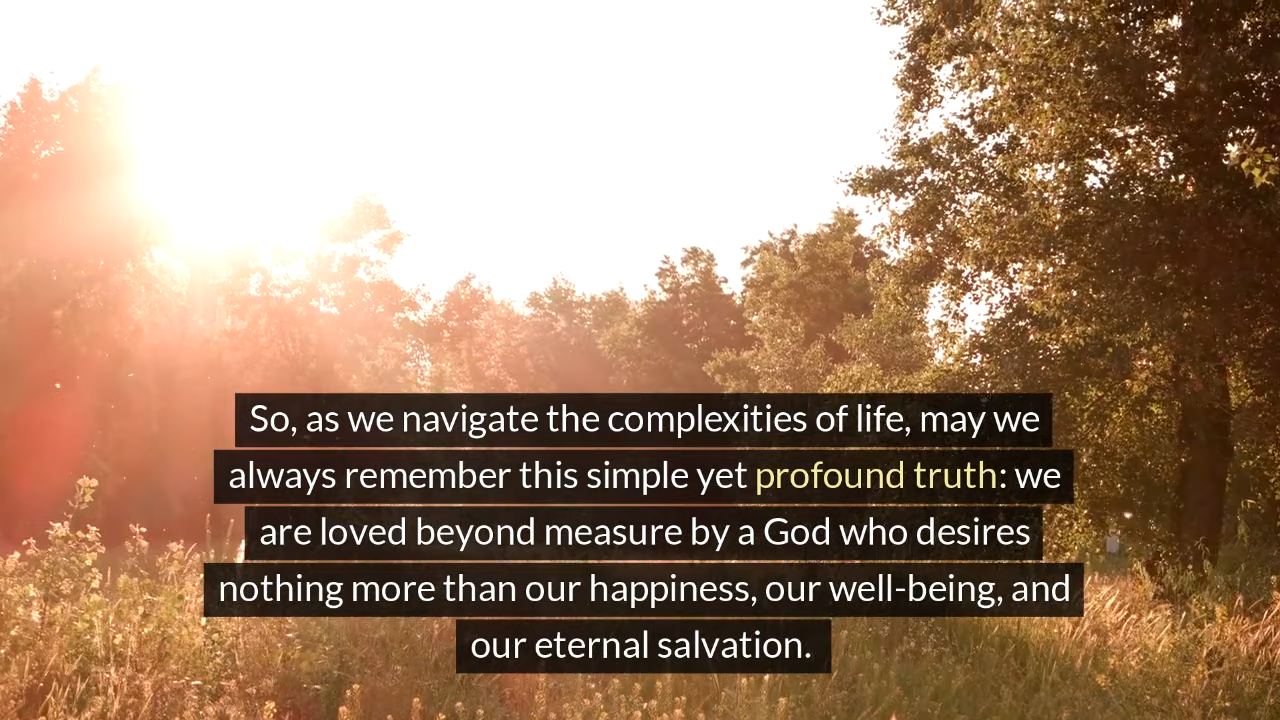 So, as we navigate the complexities of life, may we
always remember this simple yet profound truth: we
are loved beyond measure by a God who desires
nothing more than our happiness, our well-being, and
our eternal salvation.